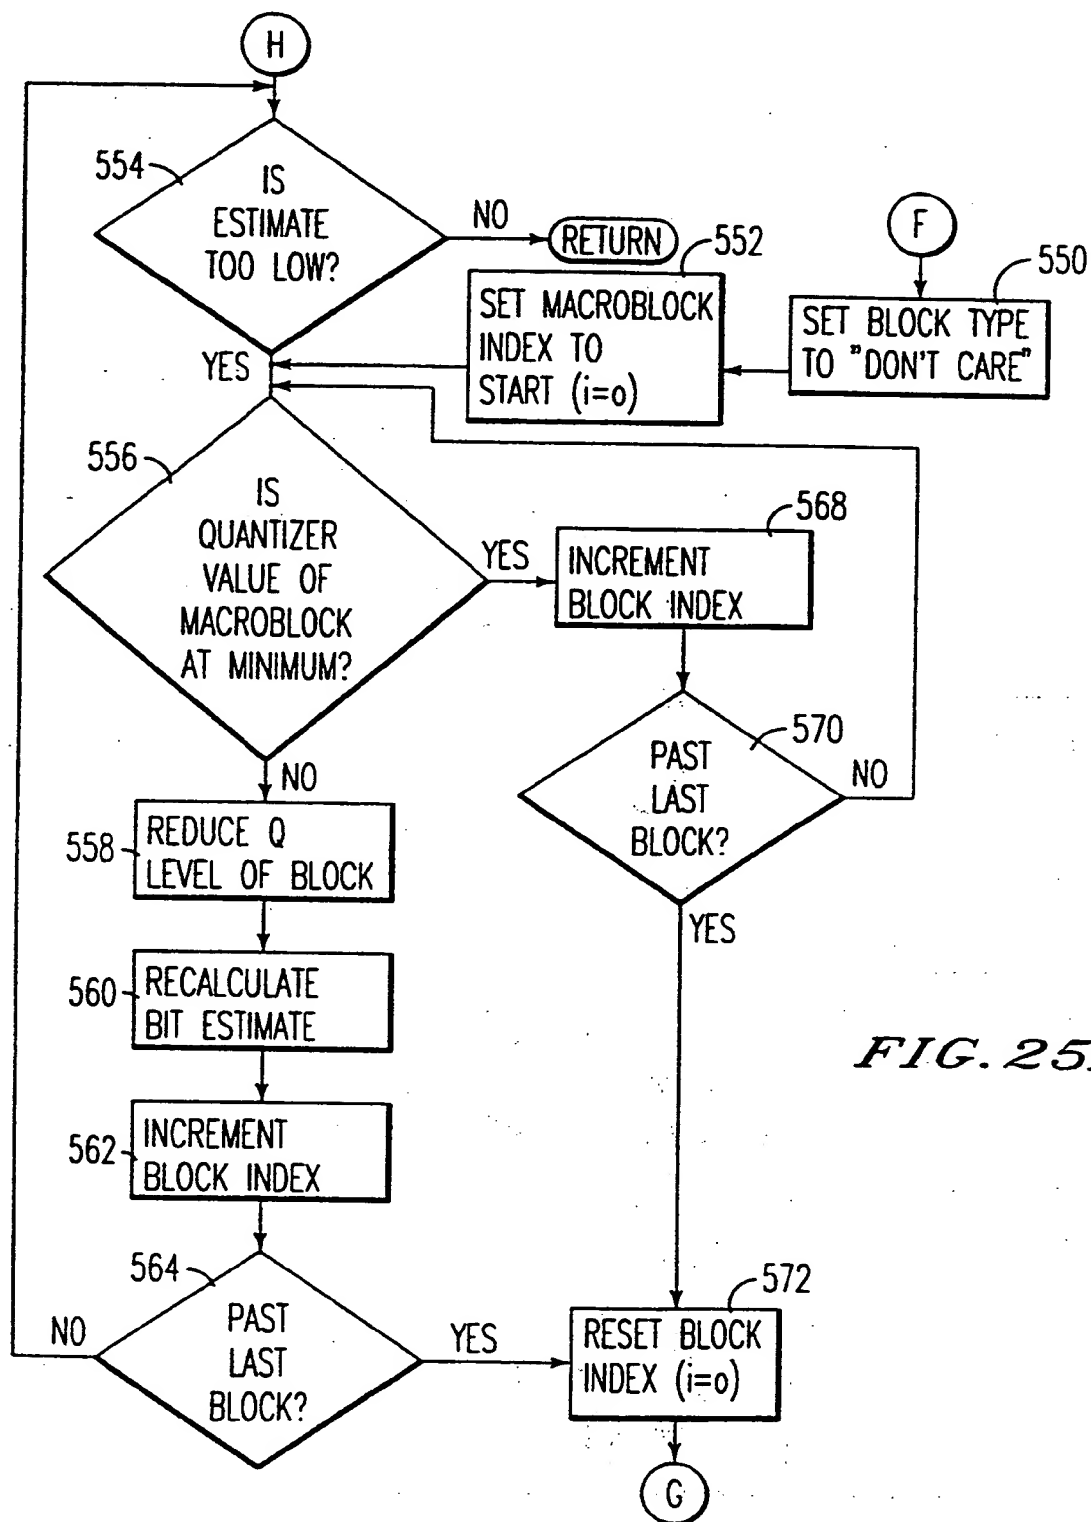 H
554
IS
ESTIMATE
TOO LOW?
NO
RETURN
YES
F
550
SET BLOCK TYPE
TO "DON'T CARE"
552
SET MACROBLOCK
INDEX TO
START (i=o)
556
IS
QUANTIZER
VALUE OF
MACROBLOCK
AT MINIMUM?
YES
NO
568
INCREMENT
BLOCK INDEX
570
PAST
LAST
BLOCK?
NO
YES
558
REDUCE Q
LEVEL OF BLOCK
560
RECALCULATE
BIT ESTIMATE
562
INCREMENT
BLOCK INDEX
564
PAST
LAST
BLOCK?
NO
YES
572
RESET BLOCK
INDEX (i=o)
G
FIG. 25